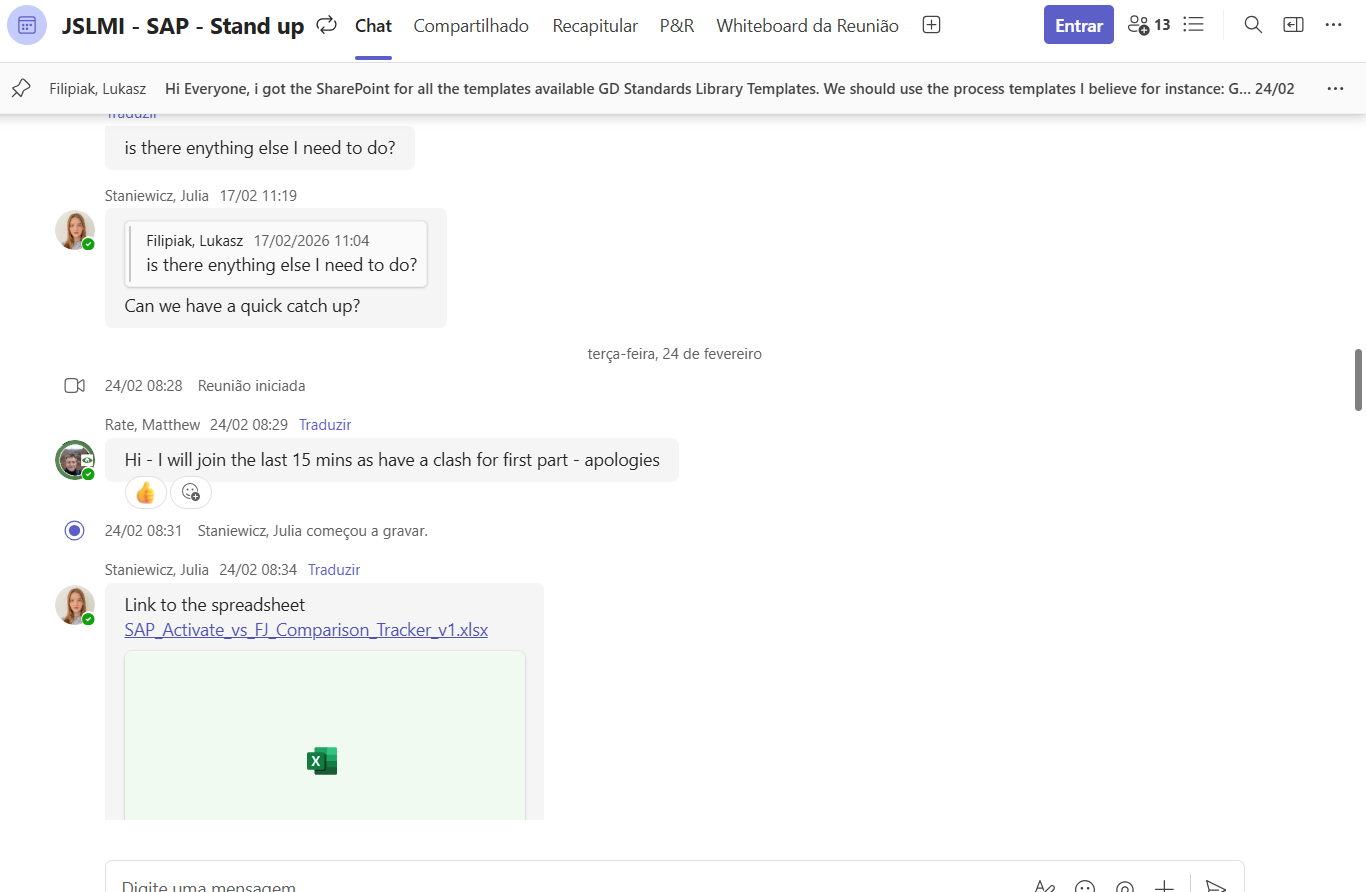 JSLMI - SAP - Stand up Chat Compartilhado Recapitular P&R Whiteboard da Reunião Entrar 13
Filipiak, Lukasz Hi Everyone, i got the SharePoint for all the templates available GD Standards Library Templates. We should use the process templates I believe for instance: G... 24/02
Traduzir
is there enything else I need to do?
Staniewicz, Julia 17/02 11:19
Filipiak, Lukasz 17/02/2026 11:04
is there enything else I need to do?
Can we have a quick catch up?
terça-feira, 24 de fevereiro
24/02 08:28 Reunião iniciada
Rate, Matthew 24/02 08:29 Traduzir
Hi - I will join the last 15 mins as have a clash for first part - apologies
24/02 08:31 Staniewicz, Julia começou a gravar.
Staniewicz, Julia 24/02 08:34 Traduzir
Link to the spreadsheet
SAP_Activate_vs_FJ_Comparison_Tracker_v1.xlsx
X
Digite uma mensagem